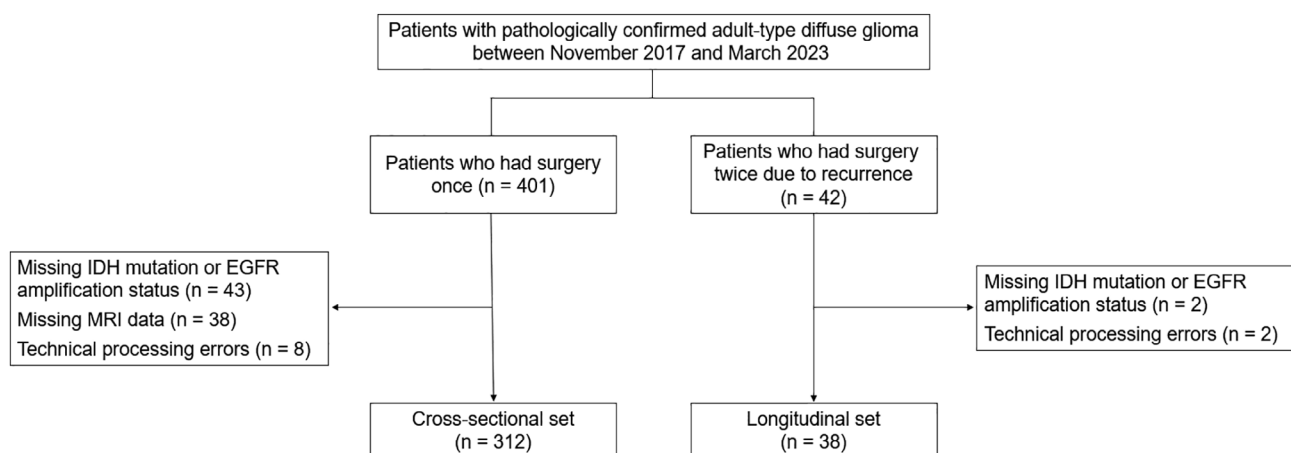 Patients with pathologically confirmed adult-type diffuse glioma
between November 2017 and March 2023
Patients who had surgery
once (n = 401)
Patients who had surgery
twice due to recurrence
(n = 42)
Missing IDH mutation or EGFR
amplification status (n = 43)
Missing MRI data (n = 38)
Technical processing errors (n = 8)
Missing IDH mutation or EGFR
amplification status (n = 2)
Technical processing errors (n = 2)
Cross-sectional set
(n = 312)
Longitudinal set
(n = 38)